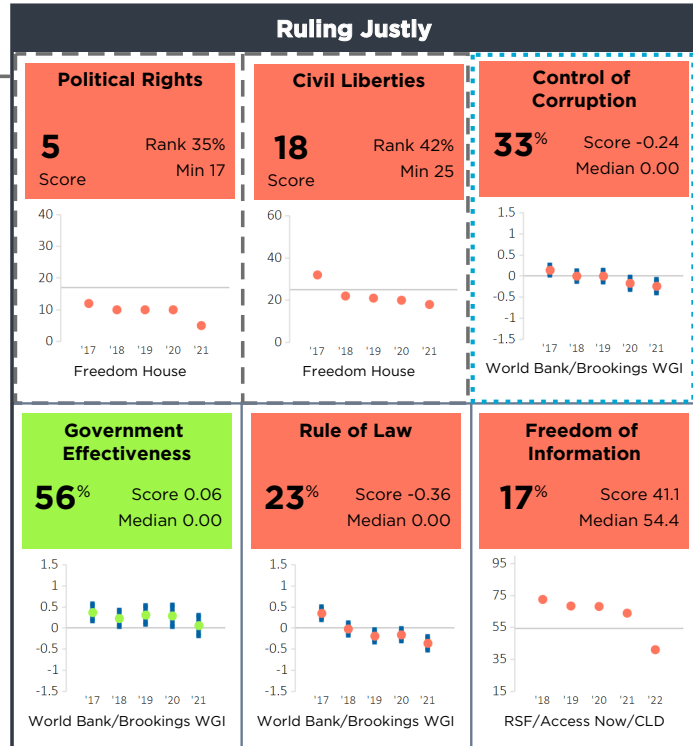 Ruling Justly
Political Rights
5
Score
Rank 35%
Min 17
40
30
20
10
0
'17 '18 '19 '20 '21
Freedom House
Civil Liberties
18
Score
Rank 42%
Min 25
60
40
20
0
'17 '18 '19 '20 '21
Freedom House
Control of
Corruption
33%
Score -0.24
Median 0.00
1.5
1
0.5
0
-0.5
-1
-1.5
'17 '18 '19 '20 '21
World Bank/Brookings WGI
Government
Effectiveness
56%
Score 0.06
Median 0.00
1.5
1
0.5
0
-0.5
-1
-1.5
'17 '18 '19 '20 '21
World Bank/Brookings WGI
Rule of Law
23%
Score -0.36
Median 0.00
1.5
1
0.5
0
-0.5
-1
-1.5
'17 '18 '19 '20 '21
World Bank/Brookings WGI
Freedom of
Information
17%
Score 41.1
Median 54.4
95
75
55
35
15
'18 '19 '20 '21 '22
RSF/Access Now/CLD